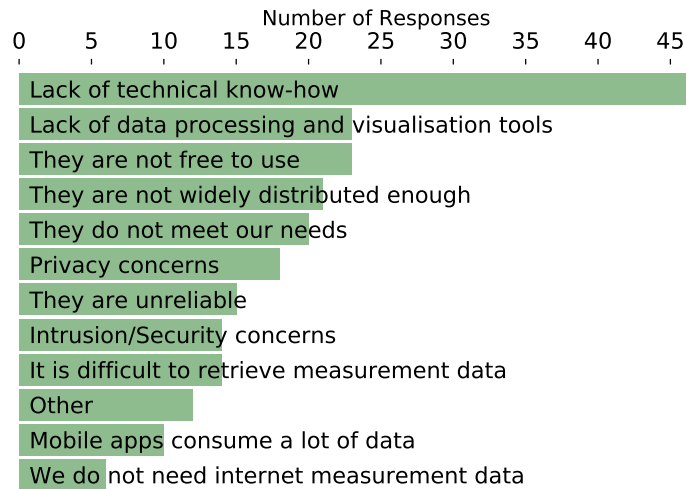 Number of Responses
0 5 10 15 20 25 30 35 40 45
Lack of technical know-how
Lack of data processing and visualisation tools
They are not free to use
They are not widely distributed enough
They do not meet our needs
Privacy concerns
They are unreliable
Intrusion/Security concerns
It is difficult to retrieve measurement data
Other
Mobile apps consume a lot of data
We do not need internet measurement data